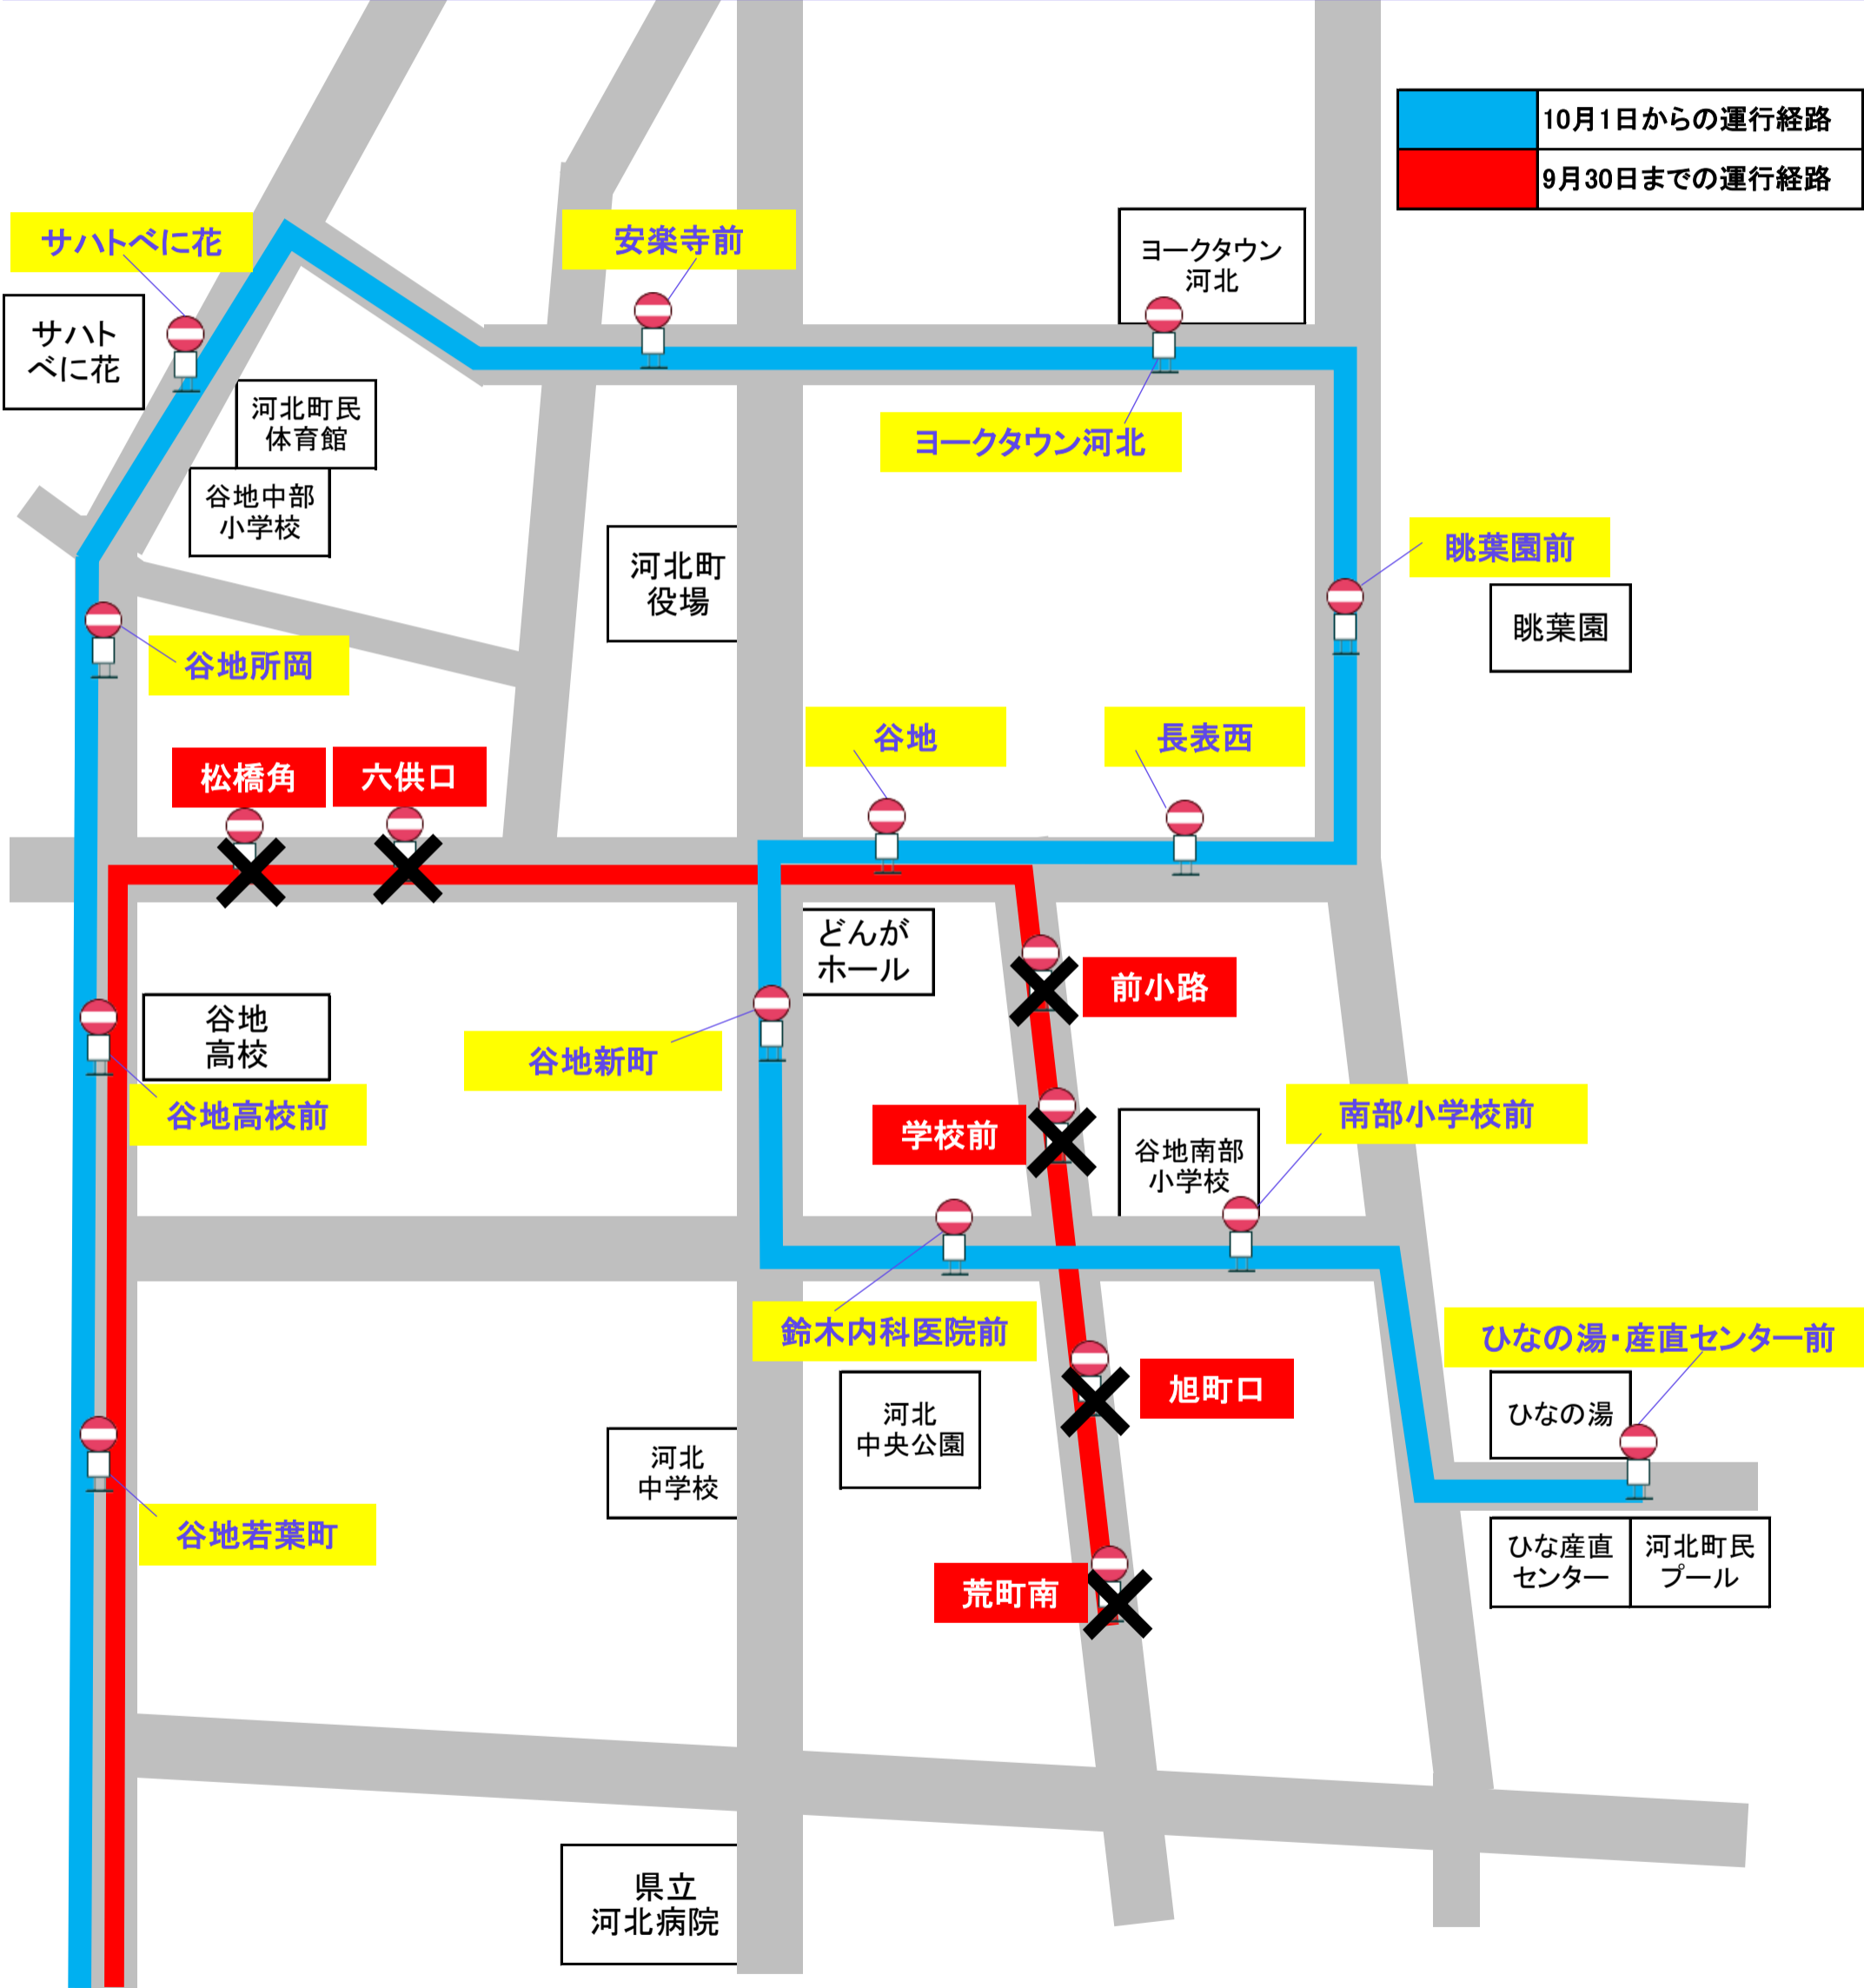 10月1日からの運行経路
9月30日までの運行経路
サハトべに花
安楽寺前
ヨークタウン
河北
サハト
べに花
河北町民
体育館
ヨークタウン河北
谷地中部
小学校
河北町
役場
眺葉園前
眺葉園
谷地所岡
谷地
長表西
松橋角
六供口
どんが
ホール
前小路
谷地
高校
谷地新町
谷地高校前
学校前
谷地南部
小学校
南部小学校前
鈴木内科医院前
ひなの湯・産直センター前
旭町口
河北
中央公園
ひなの湯
河北
中学校
谷地若葉町
ひな産直
センター
河北町民
プール
荒町南
県立
河北病院